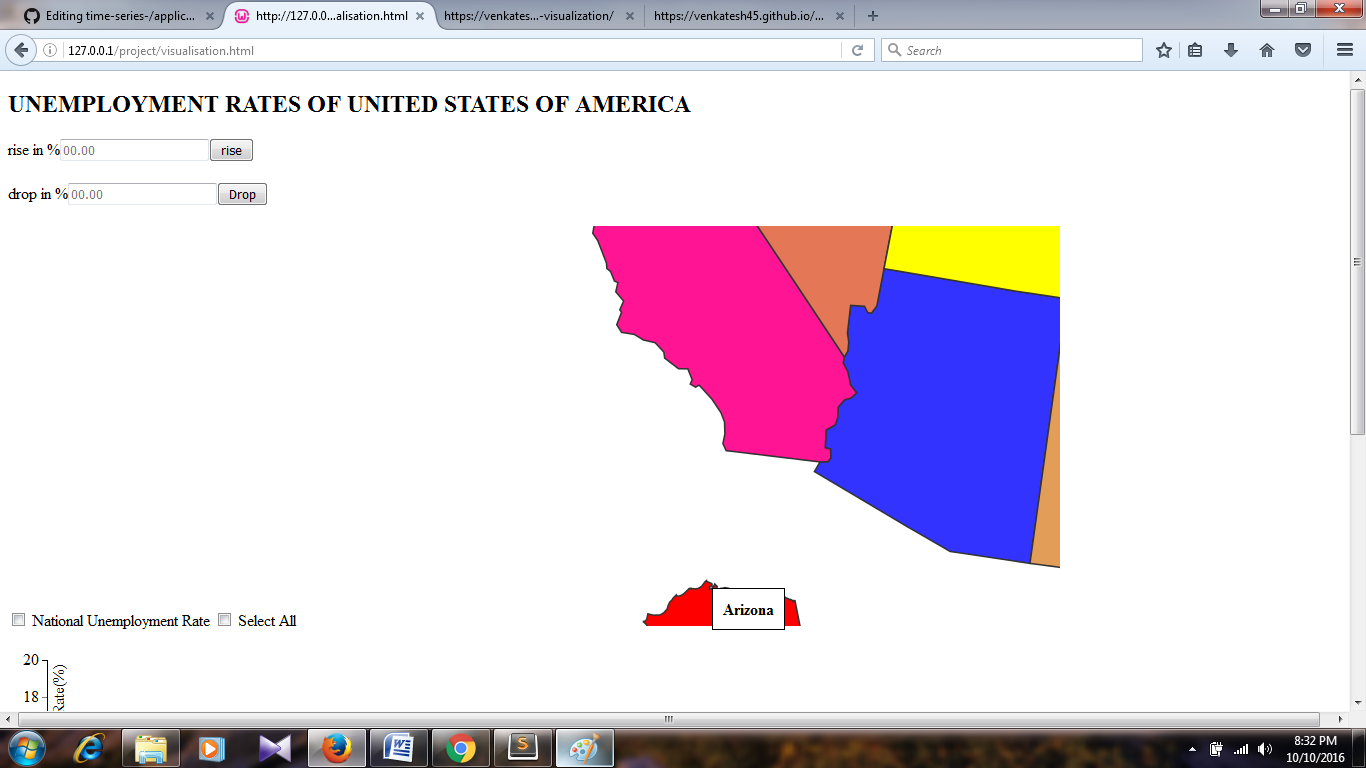 Editing time-series-/applic...
http://127.0.0...alisation.html
https://venkates...-visualization/
https://venkatesh45.github.io/...
127.0.0.1/project/visualisation.html
Search
UNEMPLOYMENT RATES OF UNITED STATES OF AMERICA
rise in % 00.00 rise
drop in % 00.00 Drop
Arizona
National Unemployment Rate Select All
20
18
Rate(%)
8:32 PM
10/10/2016